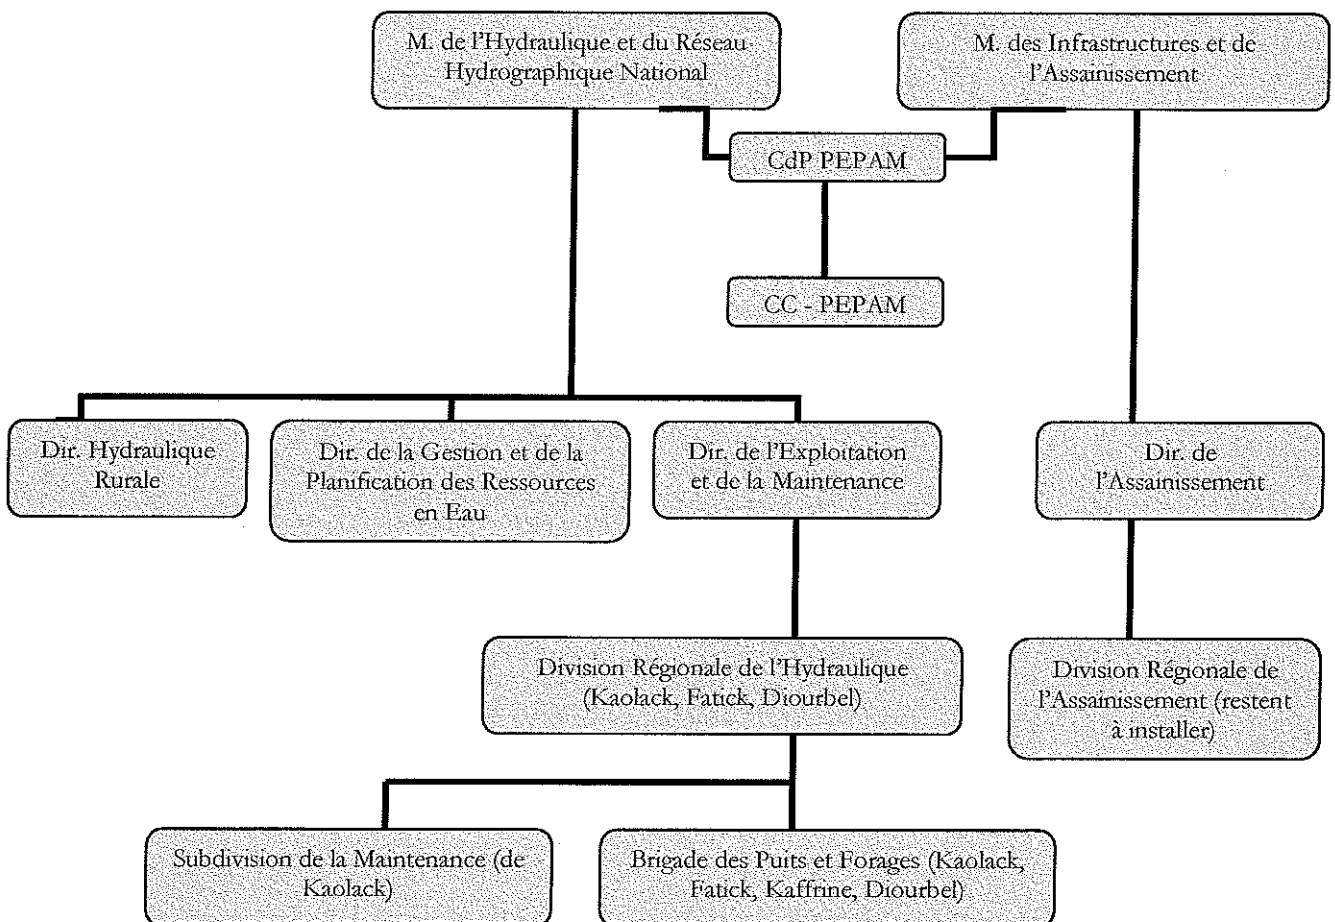 M. de l'Hydraulique et du Réseau
Hydrographique National
M. des Infrastructures et de
l'Assainissement
CdP PEPAM
CC - PEPAM
Dir. Hydraulique
Rurale
Dir. de la Gestion et de la
Planification des Ressources
en Eau
Dir. de l'Exploitation
et de la Maintenance
Dir. de
l'Assainissement
Division Régionale de l'Hydraulique
(Kaolack, Fatick, Diourbel)
Division Régionale de
l'Assainissement (restent
à installer)
Subdivision de la Maintenance (de
Kaolack)
Brigade des Puits et Forages (Kaolack,
Fatick, Kaffrine, Diourbel)